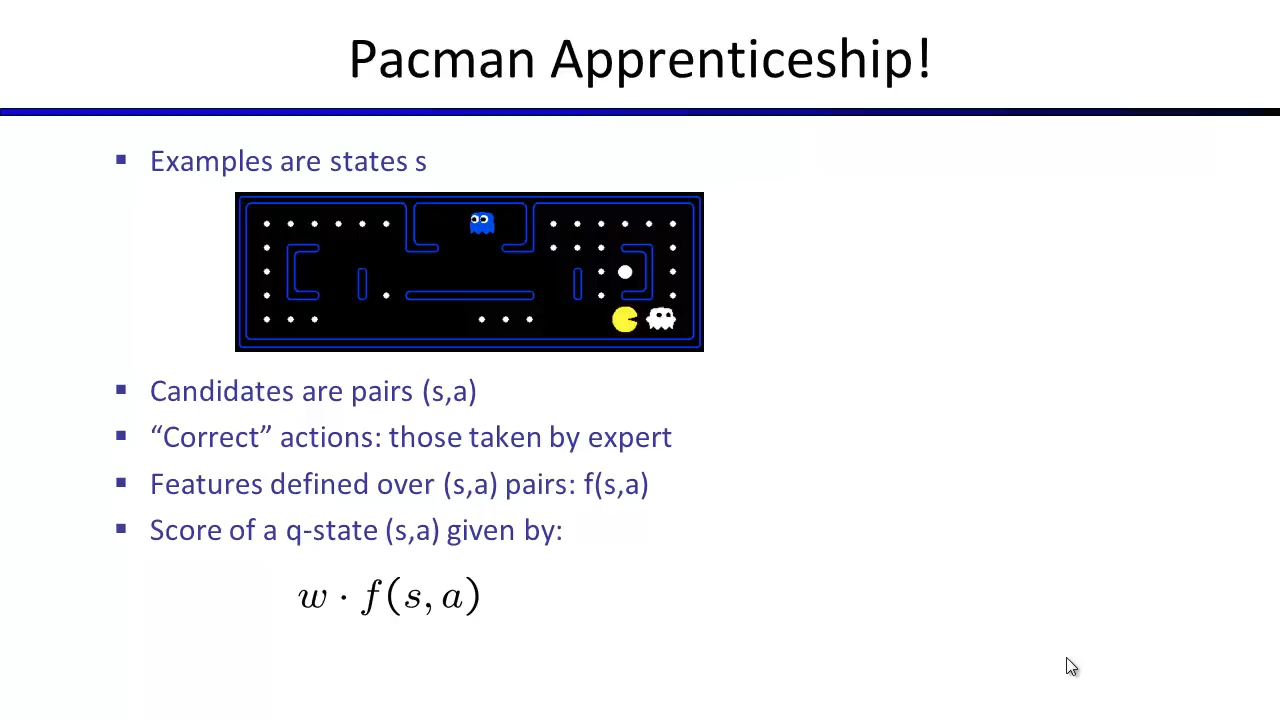 Pacman Apprenticeship!
▪ Examples are states s
▪ Candidates are pairs (s,a)
▪ “Correct” actions: those taken by expert
▪ Features defined over (s,a) pairs: f(s,a)
▪ Score of a q-state (s,a) given by:
w · f(s, a)